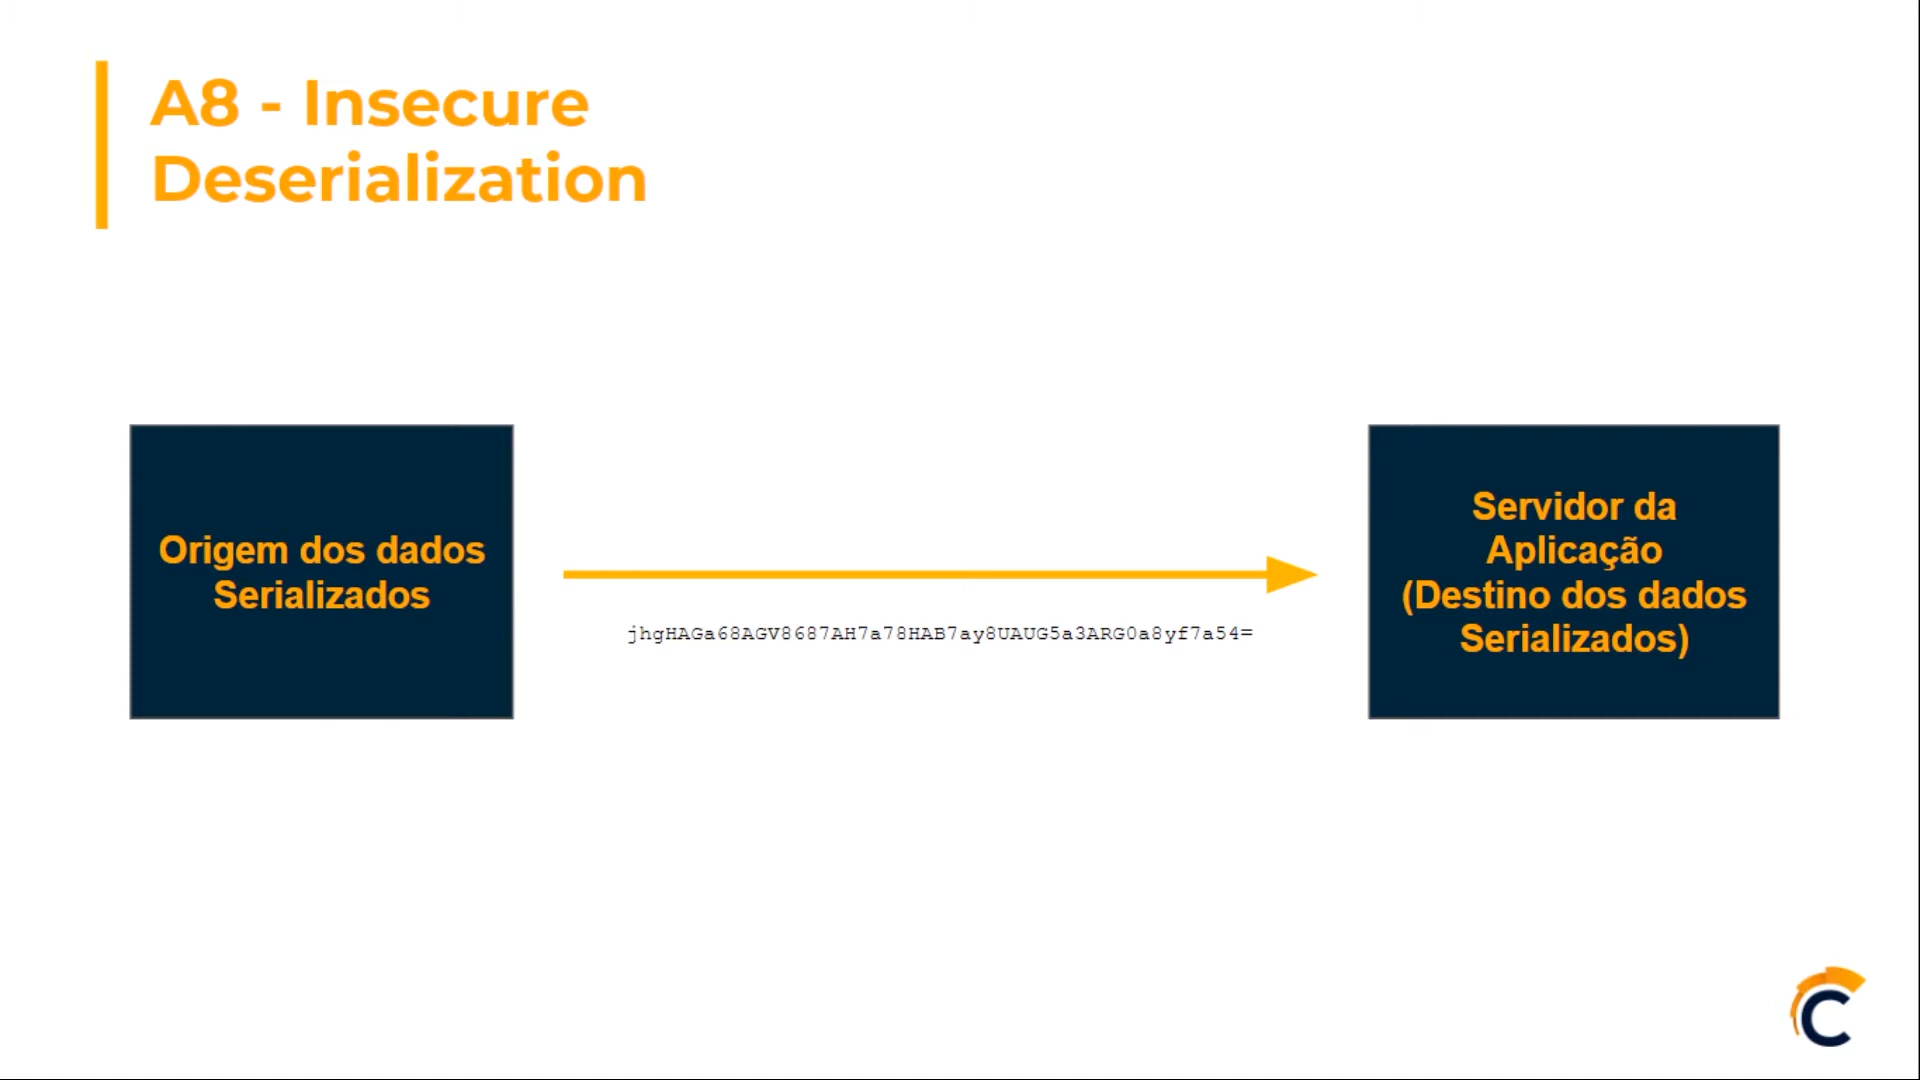 A8 - Insecure
Deserialization
Origem dos dados
Serializados
jhgHAGa68AGV8687AH7a78HAB7ay8UAUG5a3ARG0a8yf7a54=
Servidor da
Aplicação
(Destino dos dados
Serializados)